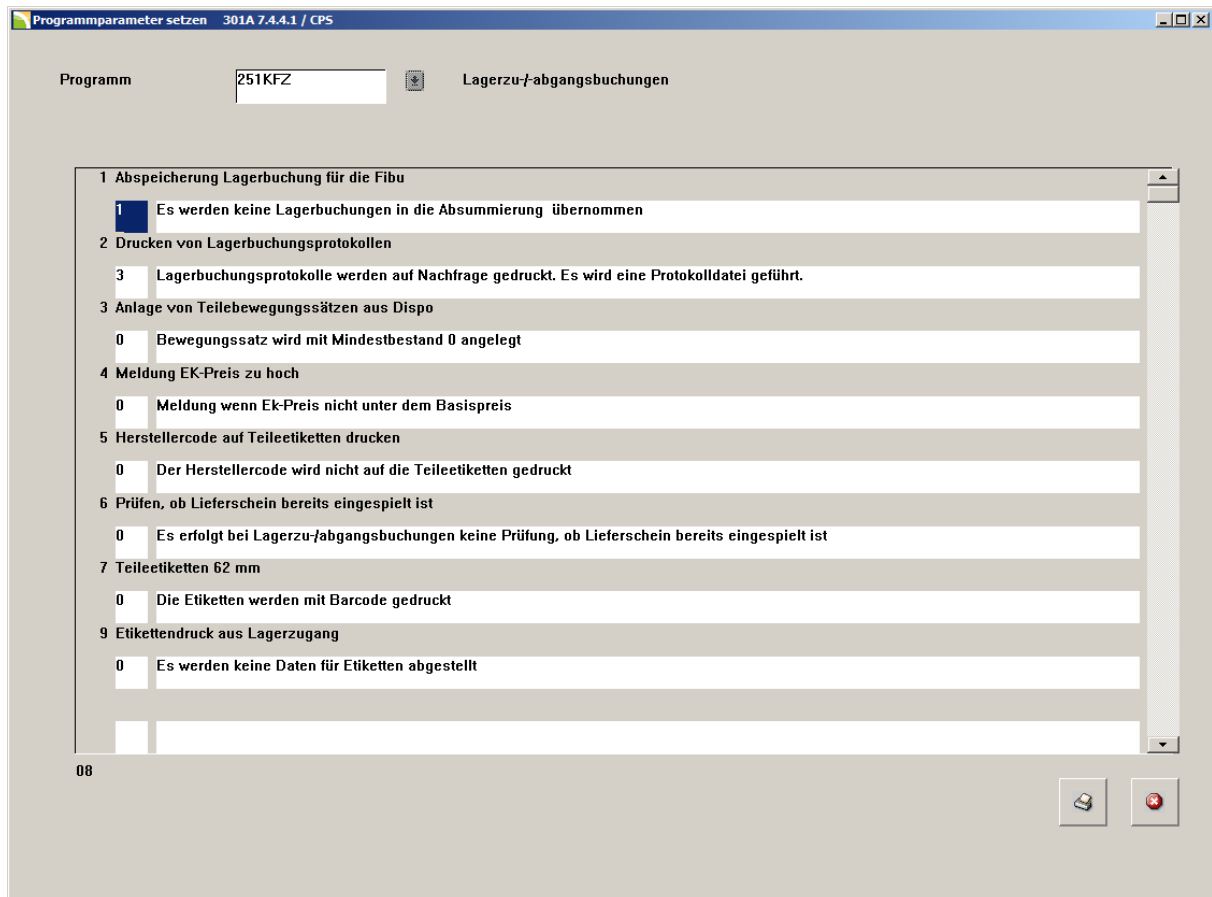 Programmparameter setzen 301A 7.4.4.1 / CPS
Programm 251KFZ Lagerzu-/-abgangsbuchungen
1 Abspeicherung Lagerbuchung für die Fibu
1 Es werden keine Lagerbuchungen in die Absummierung übernommen
2 Drucken von Lagerbuchungsprotokollen
3 Lagerbuchungsprotokolle werden auf Nachfrage gedruckt. Es wird eine Protokolldatei geführt.
3 Anlage von Teilebewegungssätzen aus Dispo
0 Bewegungssatz wird mit Mindestbestand 0 angelegt
4 Meldung EK-Preis zu hoch
0 Meldung wenn Ek-Preis nicht unter dem Basispreis
5 Herstellercode auf Teileetiketten drucken
0 Der Herstellercode wird nicht auf die Teileetiketten gedruckt
6 Prüfen, ob Lieferschein bereits eingespielt ist
0 Es erfolgt bei Lagerzu-/abgangsbuchungen keine Prüfung, ob Lieferschein bereits eingespielt ist
7 Teileetiketten 62 mm
0 Die Etiketten werden mit Barcode gedruckt
9 Etikettendruck aus Lagerzugang
0 Es werden keine Daten für Etiketten abgestellt
08